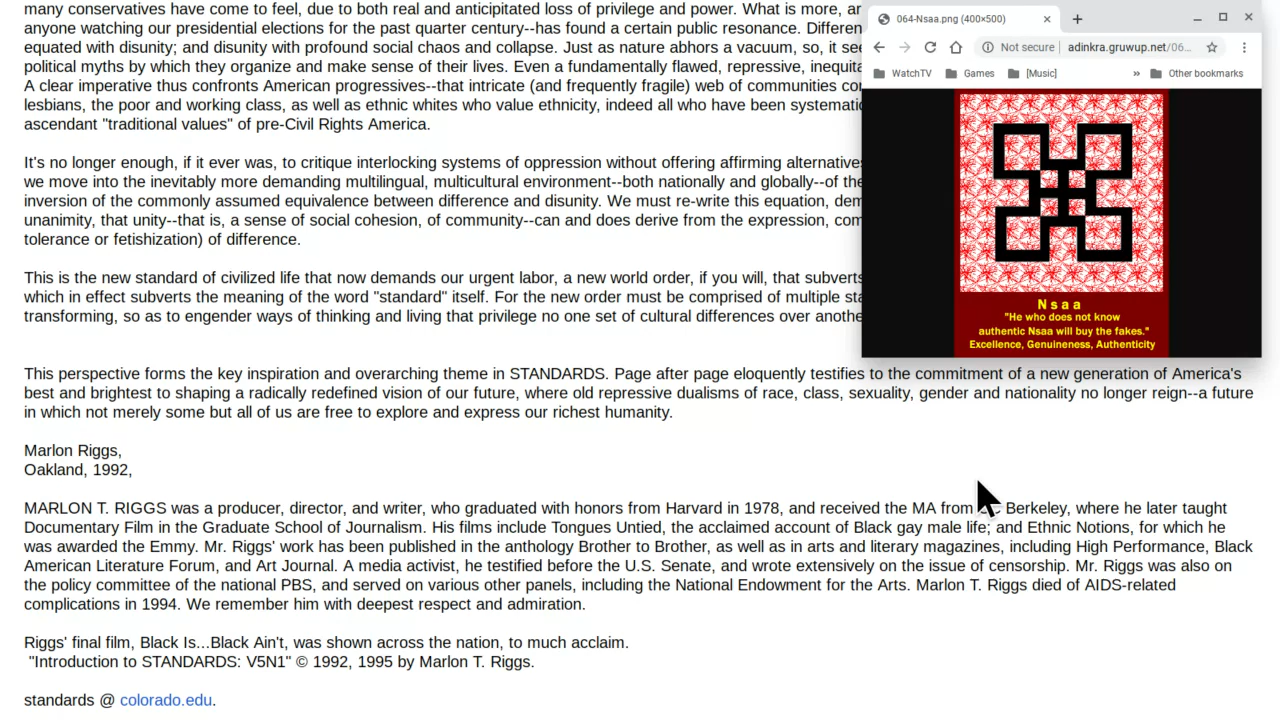 many conservatives have come to feel, due to both real and anticipitated loss of privilege and power. What is more, ar
anyone watching our presidential elections for the past quarter century--has found a certain public resonance. Differen
equated with disunity; and disunity with profound social chaos and collapse. Just as nature abhors a vacuum, so, it see
political myths by which they organize and make sense of their lives. Even a fundamentally flawed, repressive, inequita
A clear imperative thus confronts American progressives--that intricate (and frequently fragile) web of communities co
lesbians, the poor and working class, as well as ethnic whites who value ethnicity, indeed all who have been systematic
ascendant "traditional values" of pre-Civil Rights America.
It's no longer enough, if it ever was, to critique interlocking systems of oppression without offering affirming alternatives
we move into the inevitably more demanding multilingual, multicultural environment--both nationally and globally--of the
inversion of the commonly assumed equivalence between difference and disunity. We must re-write this equation, dem
unanimity, that unity--that is, a sense of social cohesion, of community--can and does derive from the expression, com
tolerance or fetishization) of difference.
This is the new standard of civilized life that now demands our urgent labor, a new world order, if you will, that subverts
which in effect subverts the meaning of the word "standard" itself. For the new order must be comprised of multiple sta
transforming, so as to engender ways of thinking and living that privilege no one set of cultural differences over anothe
064-Nsaa.png (400×500)
Not secure adinkra.gruwup.net/06...
WatchTV Games [Music] » Other bookmarks
Nsaa
"He who does not know
authentic Nsaa will buy the fakes."
Excellence, Genuineness, Authenticity
This perspective forms the key inspiration and overarching theme in STANDARDS. Page after page eloquently testifies to the commitment of a new generation of America's
best and brightest to shaping a radically redefined vision of our future, where old repressive dualisms of race, class, sexuality, gender and nationality no longer reign--a future
in which not merely some but all of us are free to explore and express our richest humanity.
Marlon Riggs,
Oakland, 1992,
MARLON T. RIGGS was a producer, director, and writer, who graduated with honors from Harvard in 1978, and received the MA from Berkeley, where he later taught
Documentary Film in the Graduate School of Journalism. His films include Tongues Untied, the acclaimed account of Black gay male life; and Ethnic Notions, for which he
was awarded the Emmy. Mr. Riggs' work has been published in the anthology Brother to Brother, as well as in arts and literary magazines, including High Performance, Black
American Literature Forum, and Art Journal. A media activist, he testified before the U.S. Senate, and wrote extensively on the issue of censorship. Mr. Riggs was also on
the policy committee of the national PBS, and served on various other panels, including the National Endowment for the Arts. Marlon T. Riggs died of AIDS-related
complications in 1994. We remember him with deepest respect and admiration.
Riggs' final film, Black Is...Black Ain't, was shown across the nation, to much acclaim.
"Introduction to STANDARDS: V5N1" © 1992, 1995 by Marlon T. Riggs.
standards @ colorado.edu.